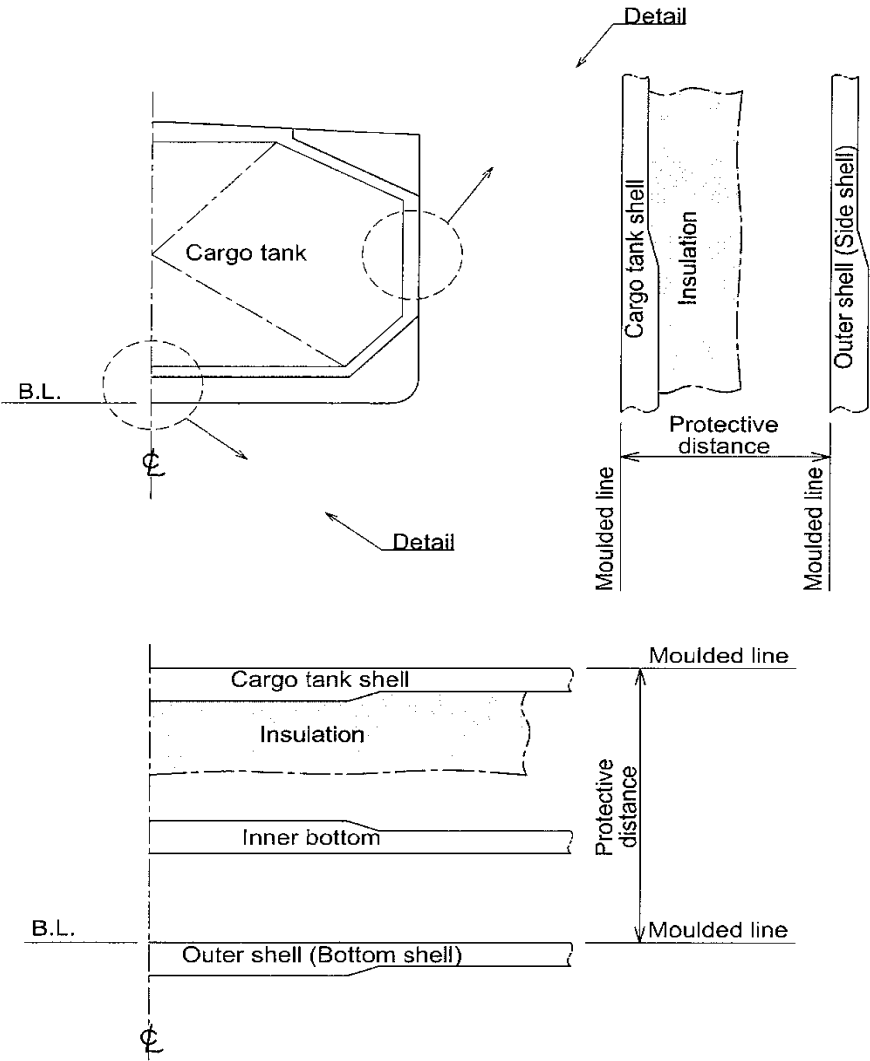 Detail
Cargo tank
B.L.
℄
Detail
Cargo tank shell
Insulation
Outer shell (Side shell)
Protective
distance
Moulded line
Moulded line
Moulded line
Cargo tank shell
Insulation
Inner bottom
Protective
distance
B.L.
Moulded line
Outer shell (Bottom shell)
℄